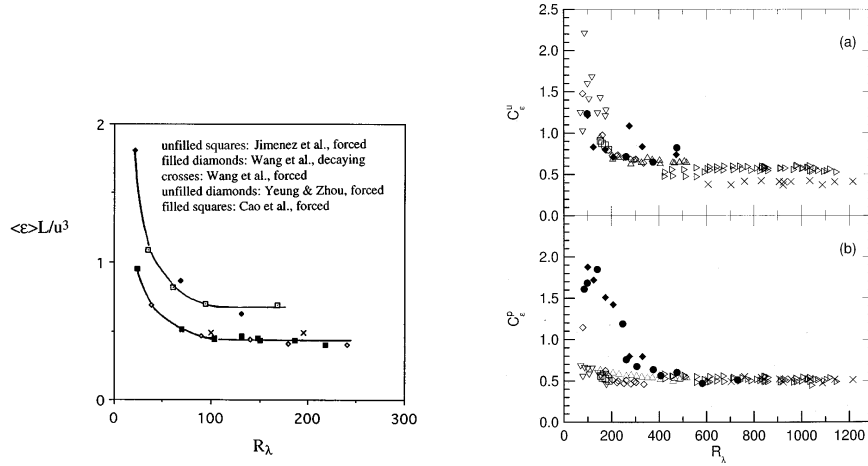 2
1
0
0
100
200
300
<ε>L/u³
R_λ
unfilled squares: Jimenez et al., forced
filled diamonds: Wang et al., decaying
crosses: Wang et al., forced
unfilled diamonds: Yeung & Zhou, forced
filled squares: Cao et al., forced
2.5
2.0
1.5
1.0
0.5
0.0
C_ε^u
(a)
2.0
1.5
1.0
0.5
0.0
C_ε^p
(b)
0
200
400
600
800
1000
1200
R_λ